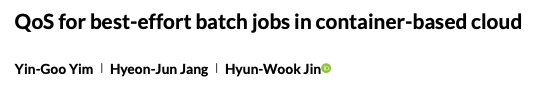 QoS for best-effort batch jobs in container-based cloud
Yin-Goo Yim | Hyeon-Jun Jang | Hyun-Wook Jin